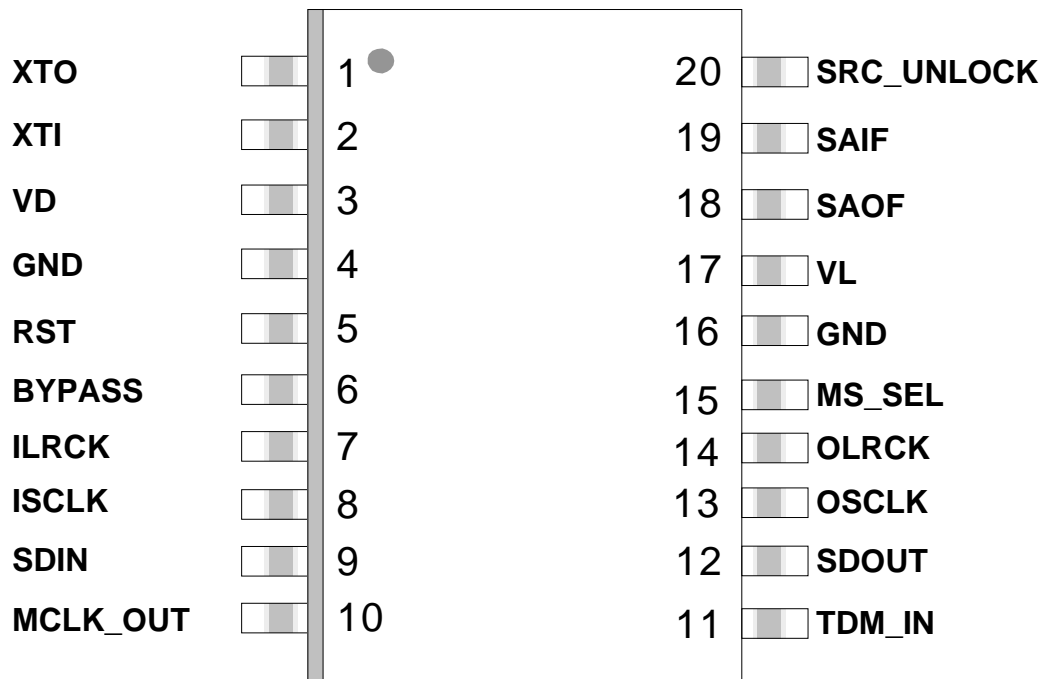 XTO 1 20 SRC_UNLOCK
XTI 2 19 SAIF
VD 3 18 SAOF
GND 4 17 VL
RST 5 16 GND
BYPASS 6 15 MS_SEL
ILRCK 7 14 OLRCK
ISCLK 8 13 OSCLK
SDIN 9 12 SDOUT
MCLK_OUT 10 11 TDM_IN